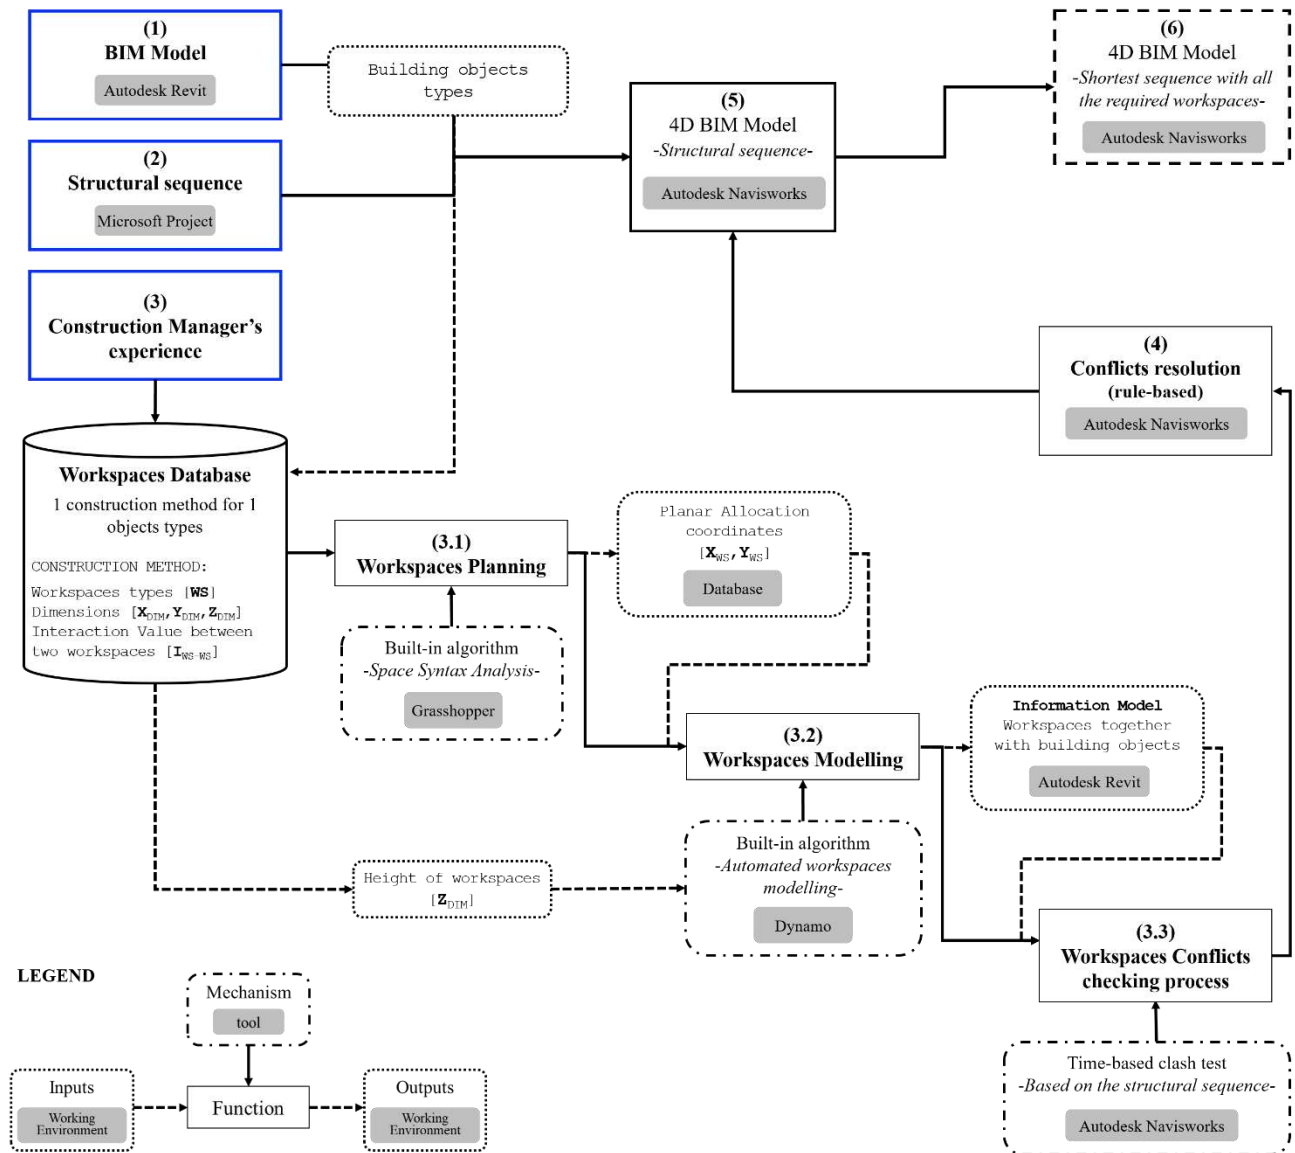 (1)
BIM Model
Autodesk Revit
Building objects
types
(2)
Structural sequence
Microsoft Project
(3)
Construction Manager’s
experience
(5)
4D BIM Model
-Structural sequence-
Autodesk Navisworks
(6)
4D BIM Model
-Shortest sequence with all
the required workspaces-
Autodesk Navisworks
(4)
Conflicts resolution
(rule-based)
Autodesk Navisworks
Workspaces Database
1 construction method for 1
objects types
CONSTRUCTION METHOD:
Workspaces types [WS]
Dimensions [XDIM,YDIM,ZDIM]
Interaction Value between
two workspaces [IWS-WS]
(3.1)
Workspaces Planning
Planar Allocation
coordinates
[XWS,YWS]
Database
Built-in algorithm
-Space Syntax Analysis-
Grasshopper
(3.2)
Workspaces Modelling
Information Model
Workspaces together
with building objects
Autodesk Revit
Height of workspaces
[ZDIM]
Built-in algorithm
-Automated workspaces
modelling-
Dynamo
(3.3)
Workspaces Conflicts
checking process
Time-based clash test
-Based on the structural sequence-
Autodesk Navisworks
LEGEND
Mechanism
tool
Inputs
Working
Environment
Function
Outputs
Working
Environment